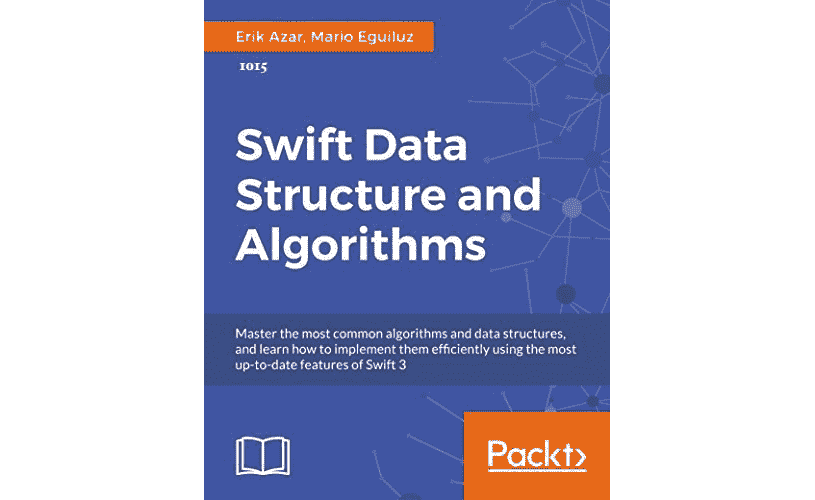 Erik Azar, Mario Eguiluz
1015
Swift Data
Structure and
Algorithms
Master the most common algorithms and data structures,
and learn how to implement them efficiently using the most
up-to-date features of Swift 3
Packt>